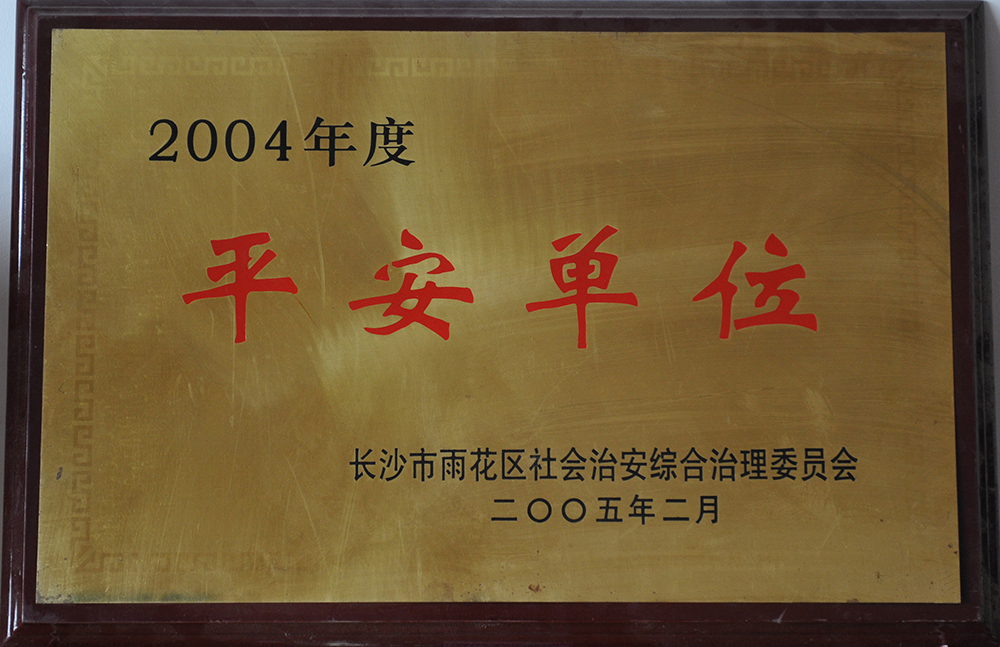 2004年度
平安单位
长沙市雨花区社会治安综合治理委员会
二〇〇五年二月